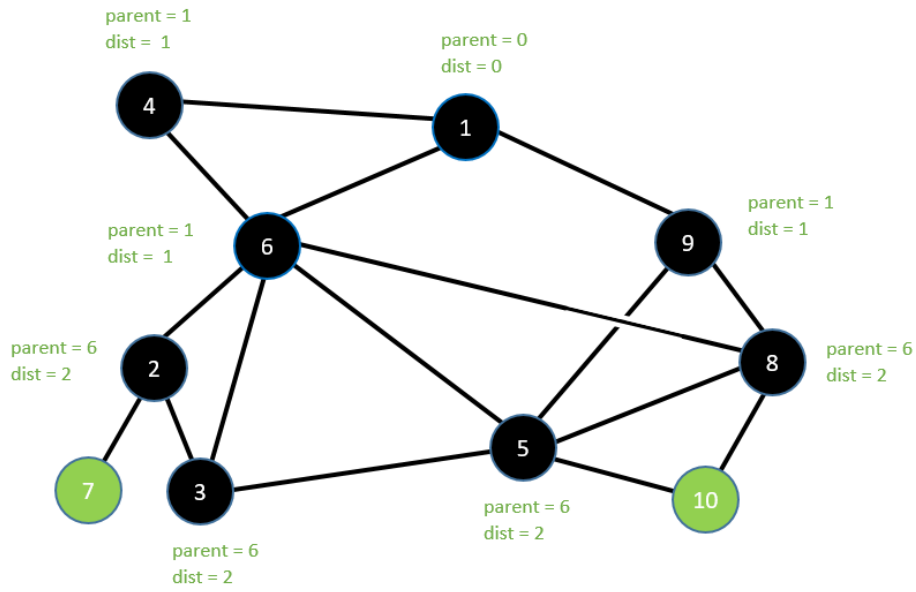 parent = 1
dist =  1
parent = 0
dist = 0
4
1
parent = 1
dist = 1
parent = 1
dist =  1
6
9
parent = 6
dist = 2
2
8
parent = 6
dist = 2
5
7
3
10
parent = 6
dist = 2
parent = 6
dist = 2